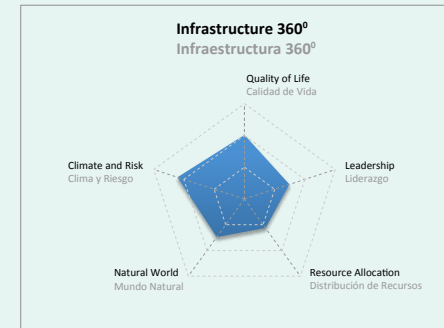 Infrastructure 360⁰
Infraestructura 360⁰
Quality of Life
Calidad de Vida
Climate and Risk
Clima y Riesgo
Leadership
Liderazgo
Natural World
Mundo Natural
Resource Allocation
Distribución de Recursos